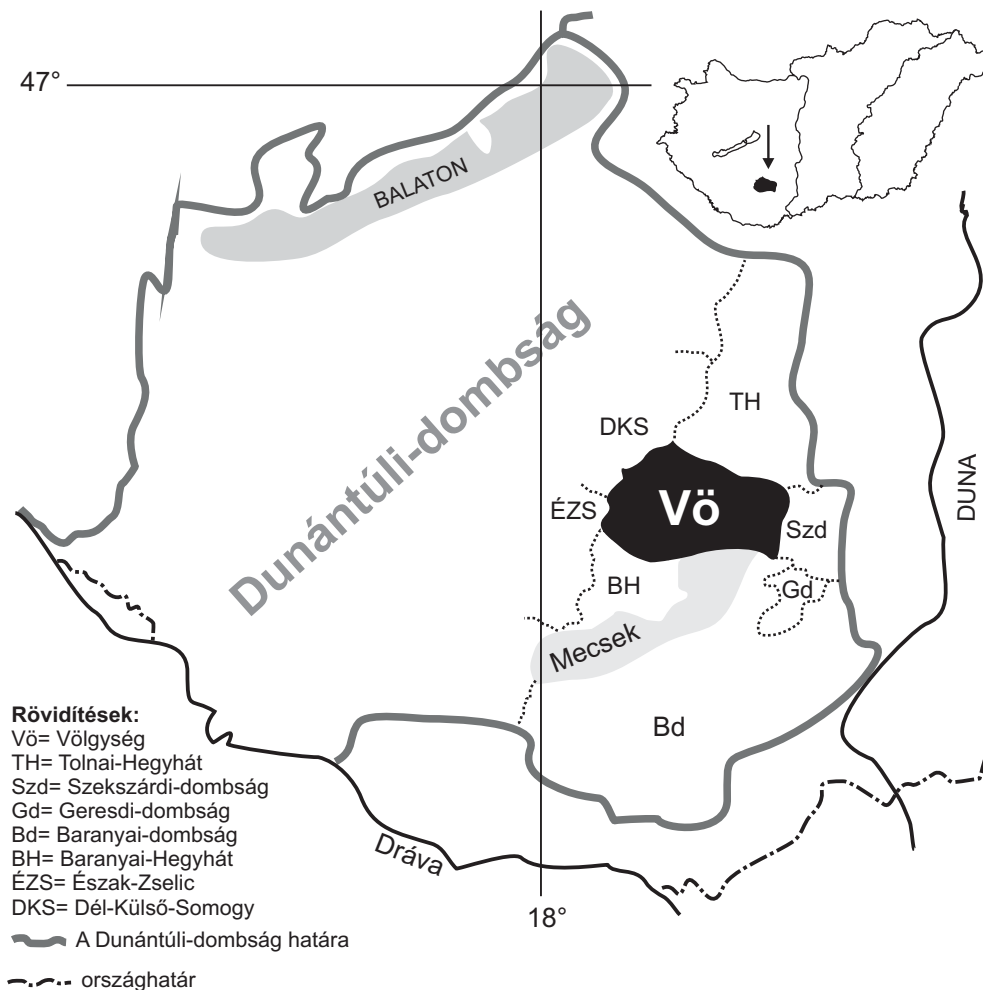 47°
BALATON
Dunántúli-dombság
TH
DKS
DUNA
ÉZS
Vö
Szd
BH
Gd
Mecsek
Bd
Rövidítések:
Vö= Völgység
TH= Tolnai-Hegyhát
Szd= Szekszárdi-dombság
Gd= Geresdi-dombság
Bd= Baranyai-dombság
BH= Baranyai-Hegyhát
ÉZS= Észak-Zselic
DKS= Dél-Külső-Somogy
A Dunántúli-dombság határa
országhatár
Dráva
18°